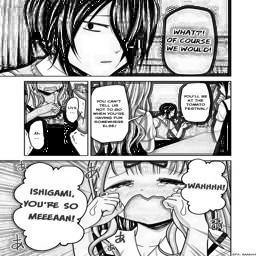 WHAT?!
OF COURSE
WE WOULD!
YOU'LL BE
AT THE
TOMATO
FESTIVAL!
YOU CAN'T
TELL US
NOT TO GO
WHEN YOU'RE
HAVING FUN
SOMEWHERE
ELSE!
WAHHHH!
ISHIGAMI,
YOU'RE SO
MEEEAAN!